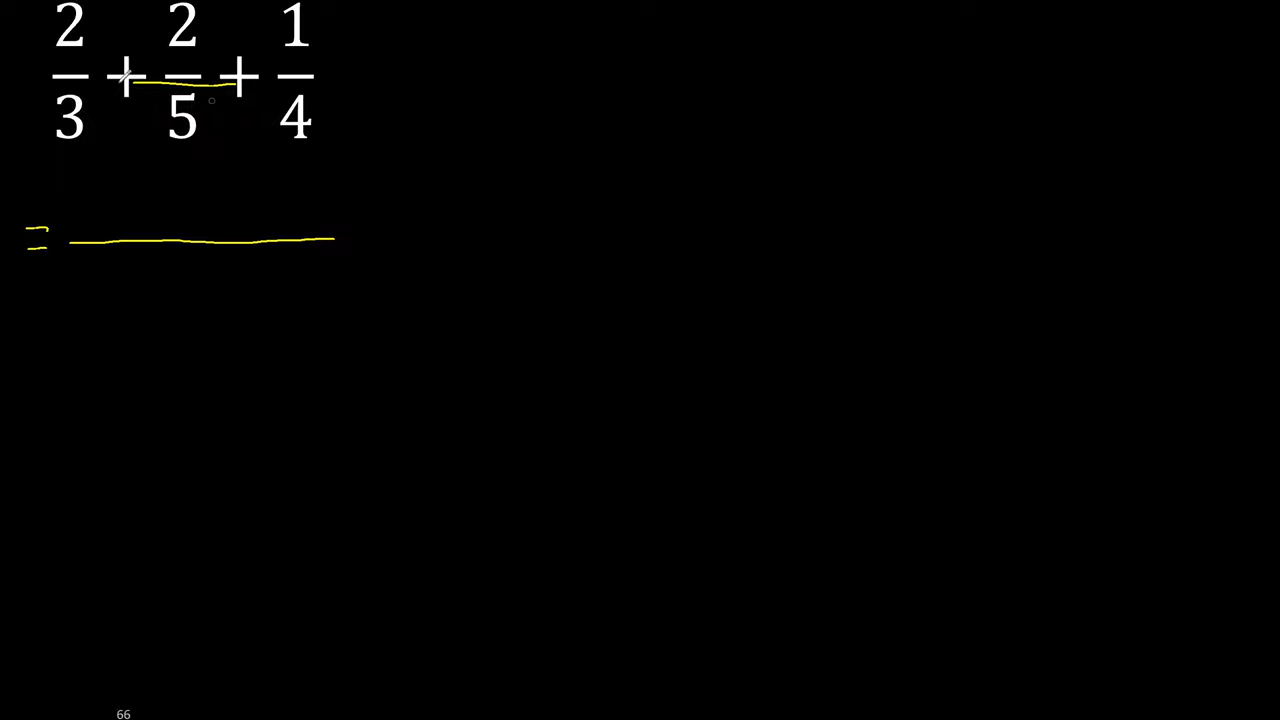 2/3 + 2/5 + 1/4
=
66